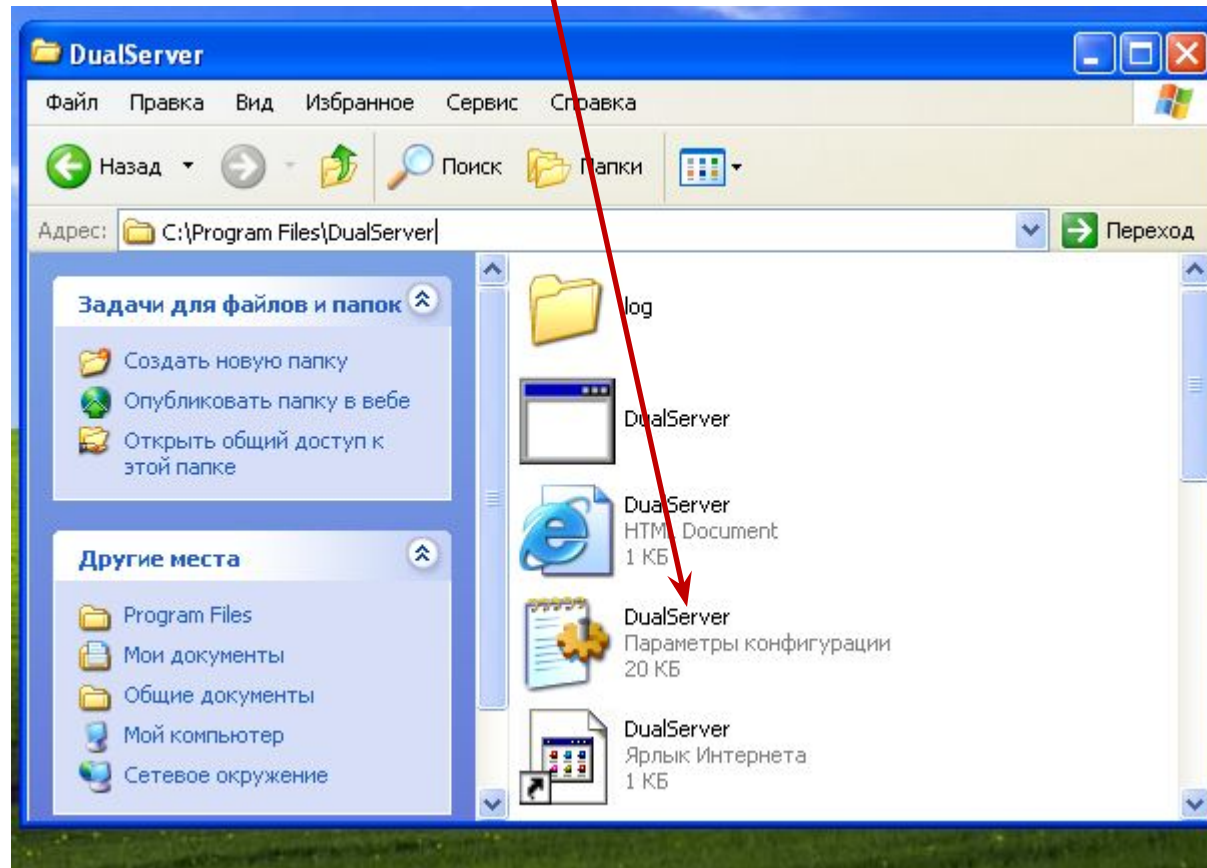 DualServer
Файл Правка Вид Избранное Сервис Справка
Назад Поиск Папки
Адрес: C:\Program Files\DualServer Переход
Задачи для файлов и папок
Создать новую папку
Опубликовать папку в вебе
Открыть общий доступ к
этой папке
Другие места
Program Files
Мои документы
Общие документы
Мой компьютер
Сетевое окружение
log
DualServer
DualServer
HTML Document
1 КБ
DualServer
Параметры конфигурации
20 КБ
DualServer
Ярлык Интернета
1 КБ